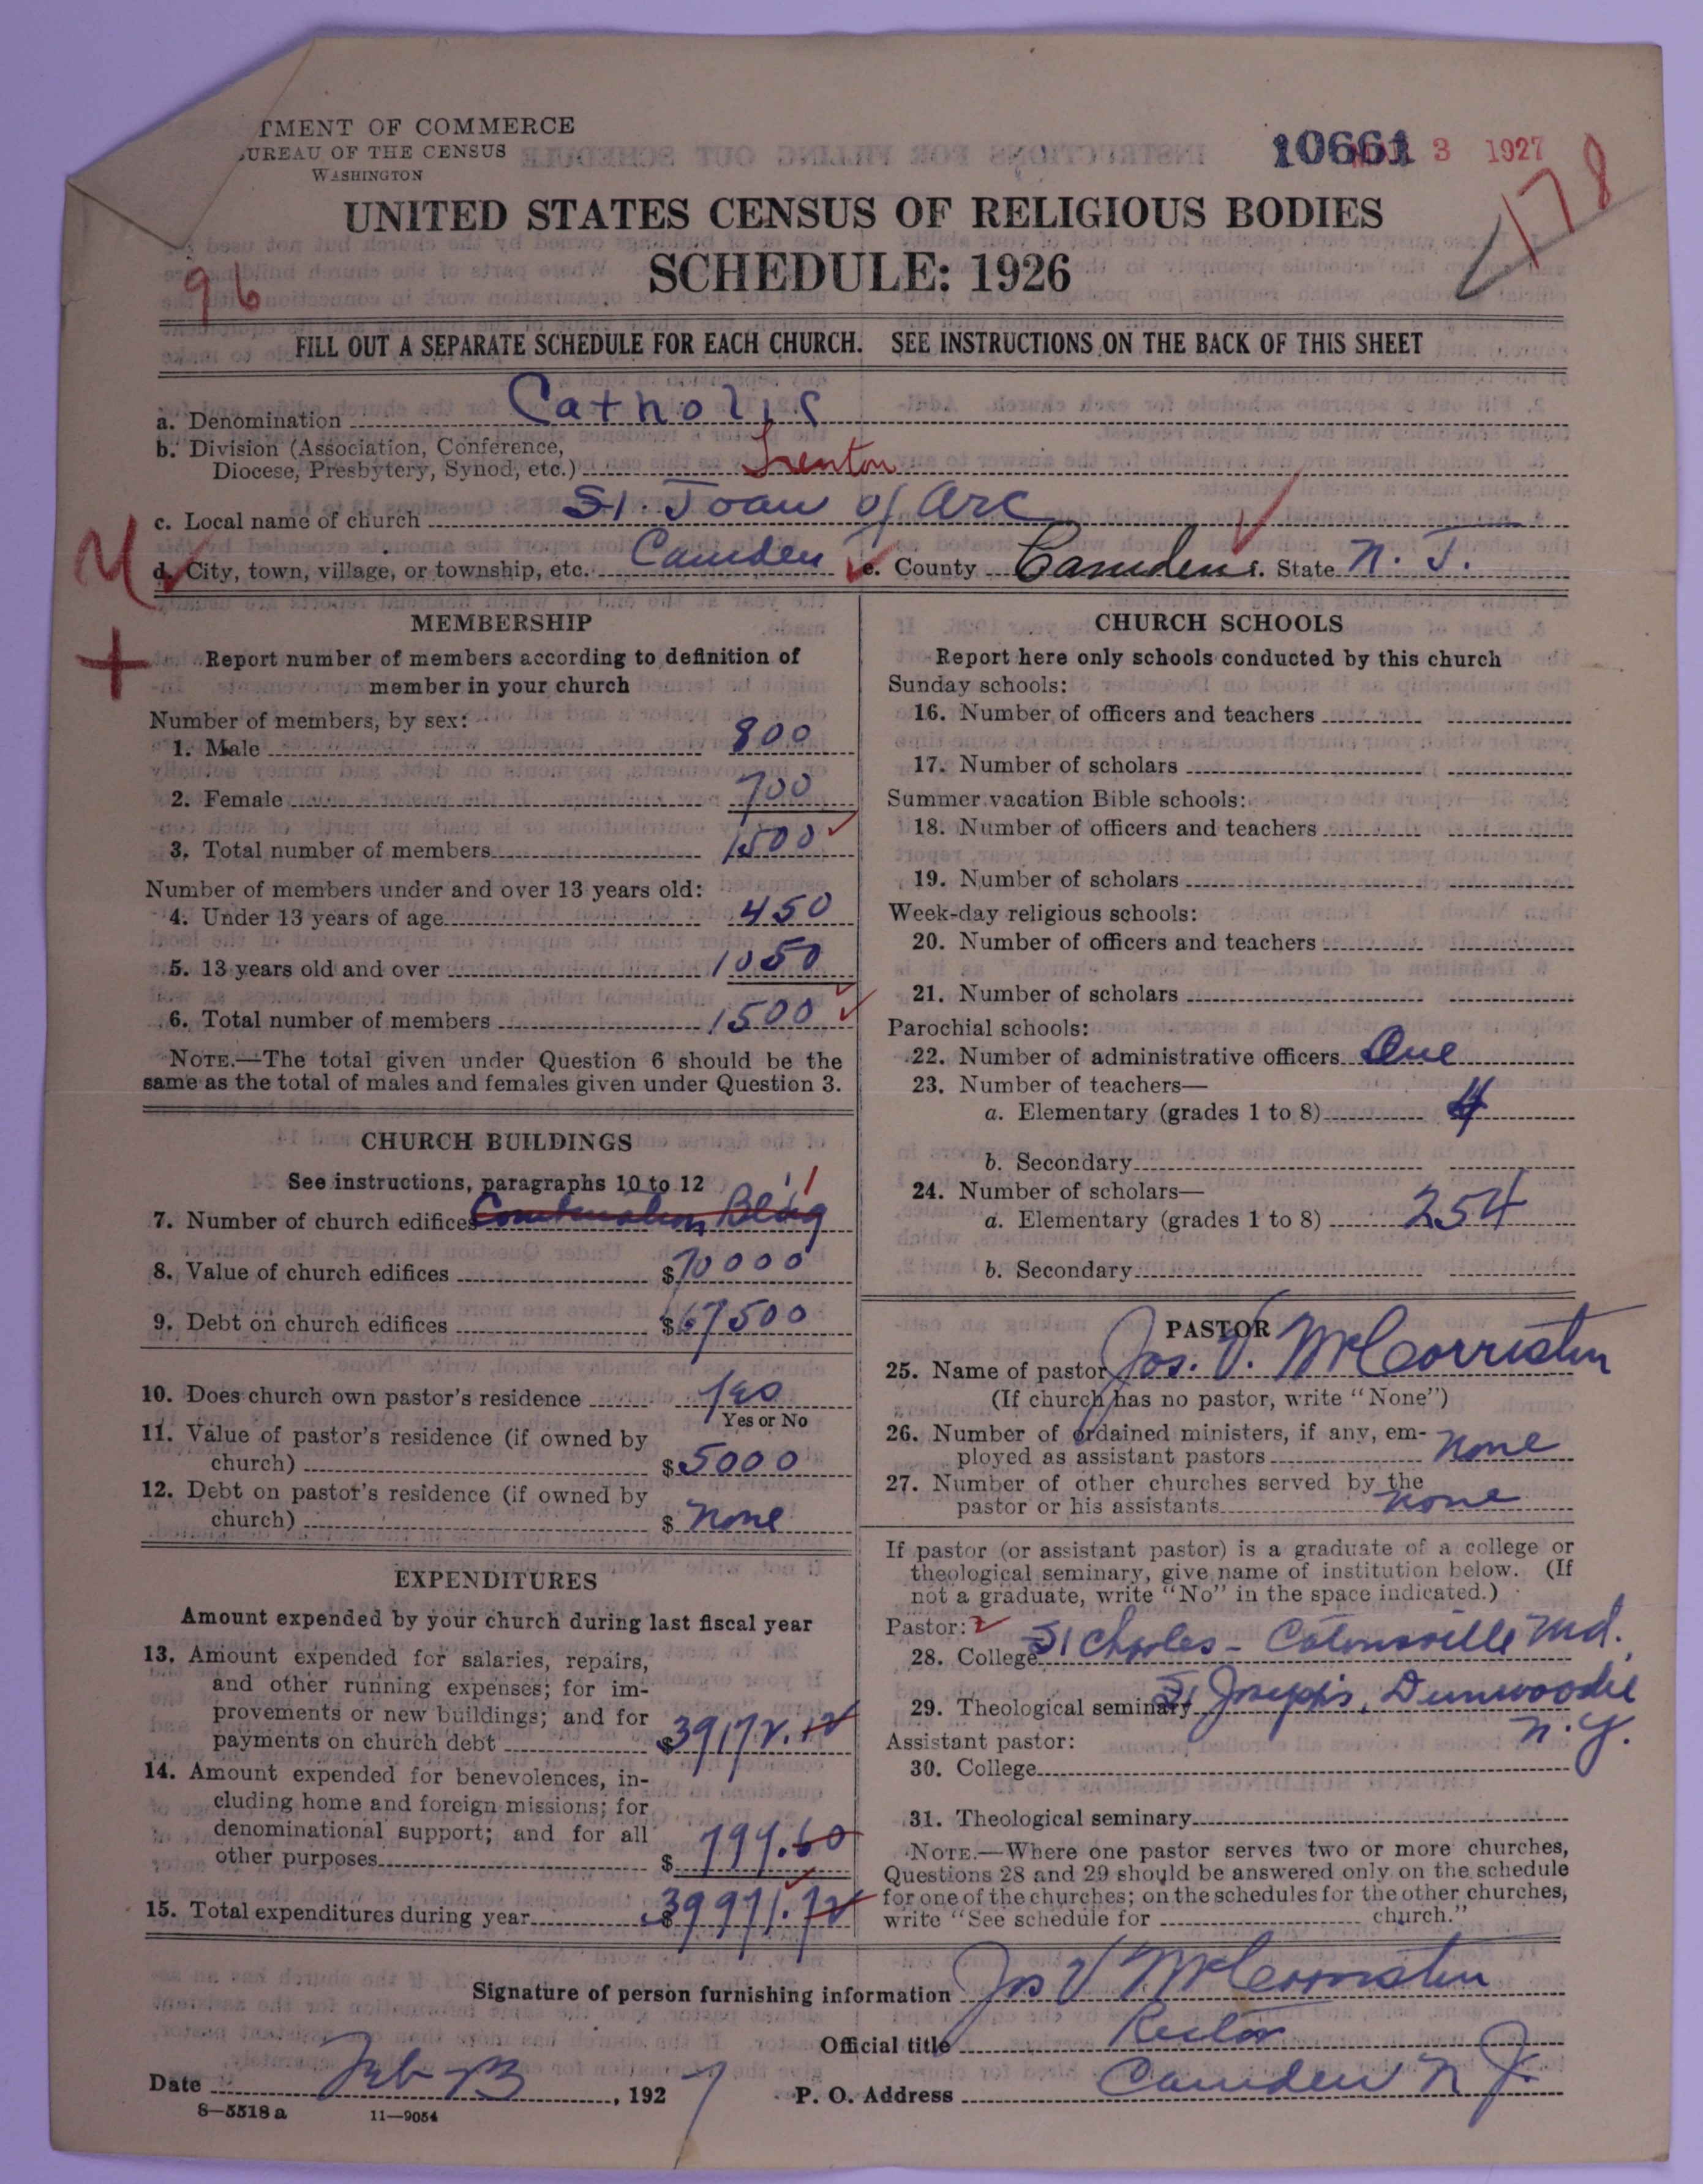 TMENT OF COMMERCE
UREAU OF THE CENSUS
WASHINGTON
10661 3 1927
178
UNITED STATES CENSUS OF RELIGIOUS BODIES
SCHEDULE: 1926
96
FILL OUT A SEPARATE SCHEDULE FOR EACH CHURCH. SEE INSTRUCTIONS ON THE BACK OF THIS SHEET
a. Denomination Catholic
b. Division (Association, Conference,
Diocese, Presbytery, Synod, etc.) Trenton
c. Local name of church St. Joan of Arc
d. City, town, village, or township, etc. Camden e. County Camden f. State N. J.
MEMBERSHIP
Report number of members according to definition of
member in your church
Number of members, by sex:
1. Male 800
2. Female 700
3. Total number of members 1500
Number of members under and over 13 years old:
4. Under 13 years of age 450
5. 13 years old and over 1050
6. Total number of members 1500
NOTE.—The total given under Question 6 should be the
same as the total of males and females given under Question 3.
CHURCH BUILDINGS
See instructions, paragraphs 10 to 12
7. Number of church edifices Combination Bldg 1
8. Value of church edifices $70000
9. Debt on church edifices $67500
10. Does church own pastor's residence Yes
Yes or No
11. Value of pastor's residence (if owned by
church) $5000
12. Debt on pastor's residence (if owned by
church) $ none
EXPENDITURES
Amount expended by your church during last fiscal year
13. Amount expended for salaries, repairs,
and other running expenses; for im-
provements or new buildings; and for
payments on church debt $39172.12
14. Amount expended for benevolences, in-
cluding home and foreign missions; for
denominational support; and for all
other purposes $ 799.60
15. Total expenditures during year $39971.72
CHURCH SCHOOLS
Report here only schools conducted by this church
Sunday schools:
16. Number of officers and teachers
17. Number of scholars
Summer vacation Bible schools:
18. Number of officers and teachers
19. Number of scholars
Week-day religious schools:
20. Number of officers and teachers
21. Number of scholars
Parochial schools:
22. Number of administrative officers One
23. Number of teachers—
a. Elementary (grades 1 to 8) 4
b. Secondary
24. Number of scholars—
a. Elementary (grades 1 to 8) 254
b. Secondary
PASTOR
25. Name of pastor Jos. V. McCorristin
(If church has no pastor, write "None")
26. Number of ordained ministers, if any, em-
ployed as assistant pastors none
27. Number of other churches served by the
pastor or his assistants none
If pastor (or assistant pastor) is a graduate of a college or
theological seminary, give name of institution below. (If
not a graduate, write "No" in the space indicated.)
Pastor: 2
28. College St Charles - Catonsville Md.
29. Theological seminary St Joseph's, Dunwoodie
N.Y.
Assistant pastor:
30. College
31. Theological seminary
NOTE.—Where one pastor serves two or more churches,
Questions 28 and 29 should be answered only on the schedule
for one of the churches; on the schedules for the other churches,
write "See schedule for church."
Signature of person furnishing information Jos V. McCorristin
Official title Rector
Date Feb , 1927 P. O. Address Camden N J.
8—5518a 11—9054